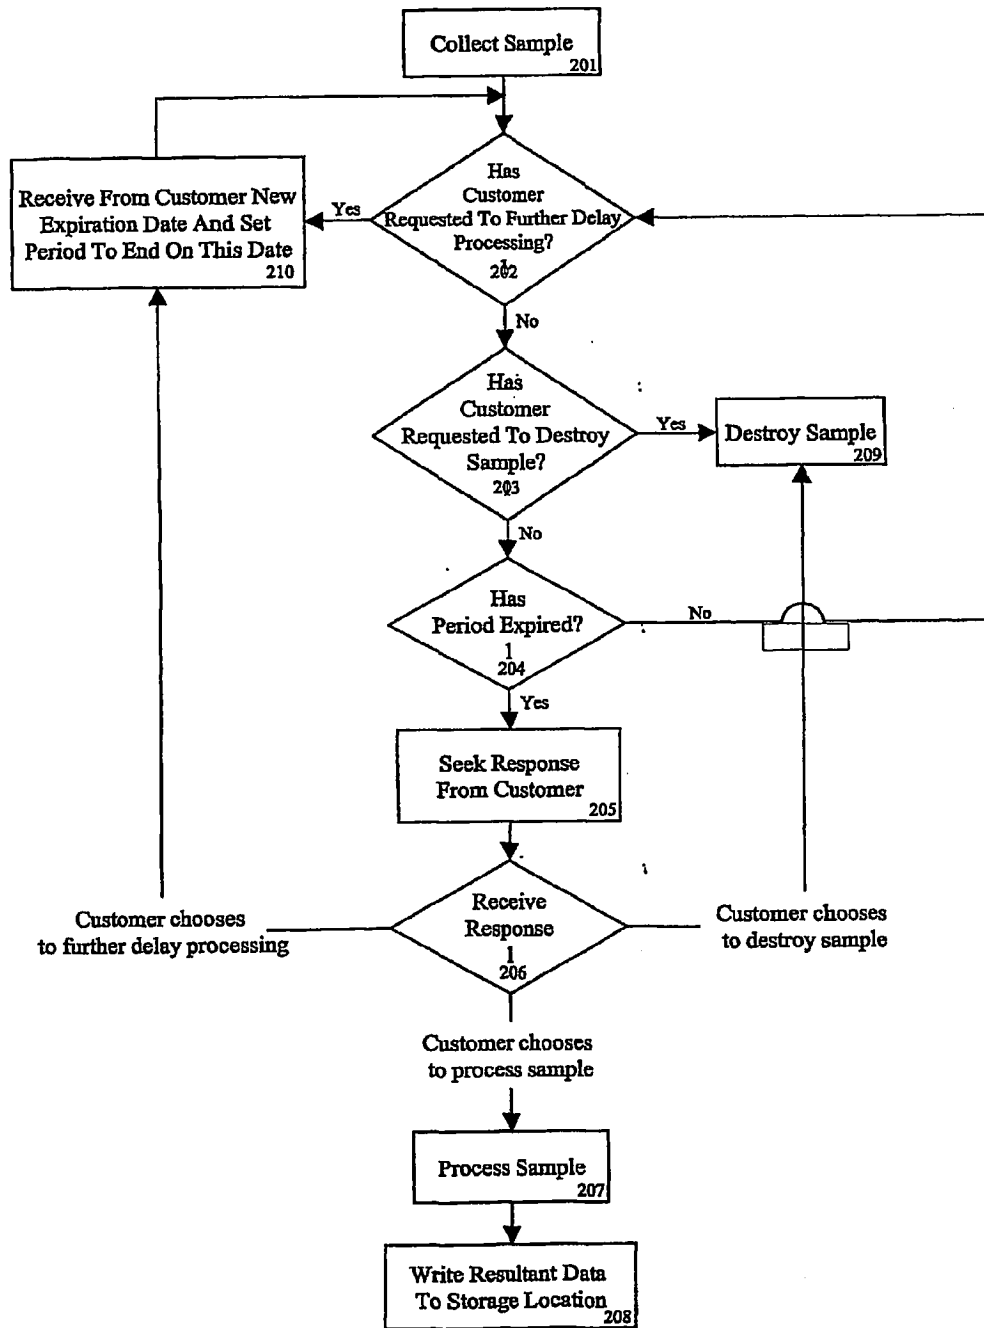 Collect Sample
201
Has
Customer
Requested To Further Delay
Processing?
1
202
Yes
Receive From Customer New
Expiration Date And Set
Period To End On This Date
210
No
Has
Customer
Requested To Destroy
Sample?
1
203
Yes
Destroy Sample
209
No
Has
Period Expired?
1
204
No
Yes
Seek Response
From Customer
205
Receive
Response
1
206
Customer chooses
to further delay processing
Customer chooses
to destroy sample
Customer chooses
to process sample
Process Sample
207
Write Resultant Data
To Storage Location
208